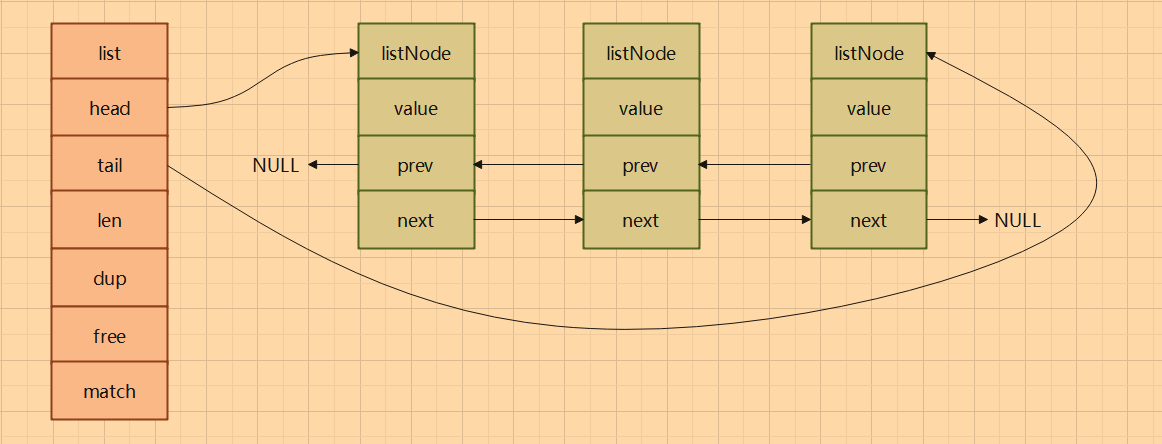 list
head
tail
len
dup
free
match
NULL
listNode
value
prev
next
listNode
value
prev
next
listNode
value
prev
next
NULL